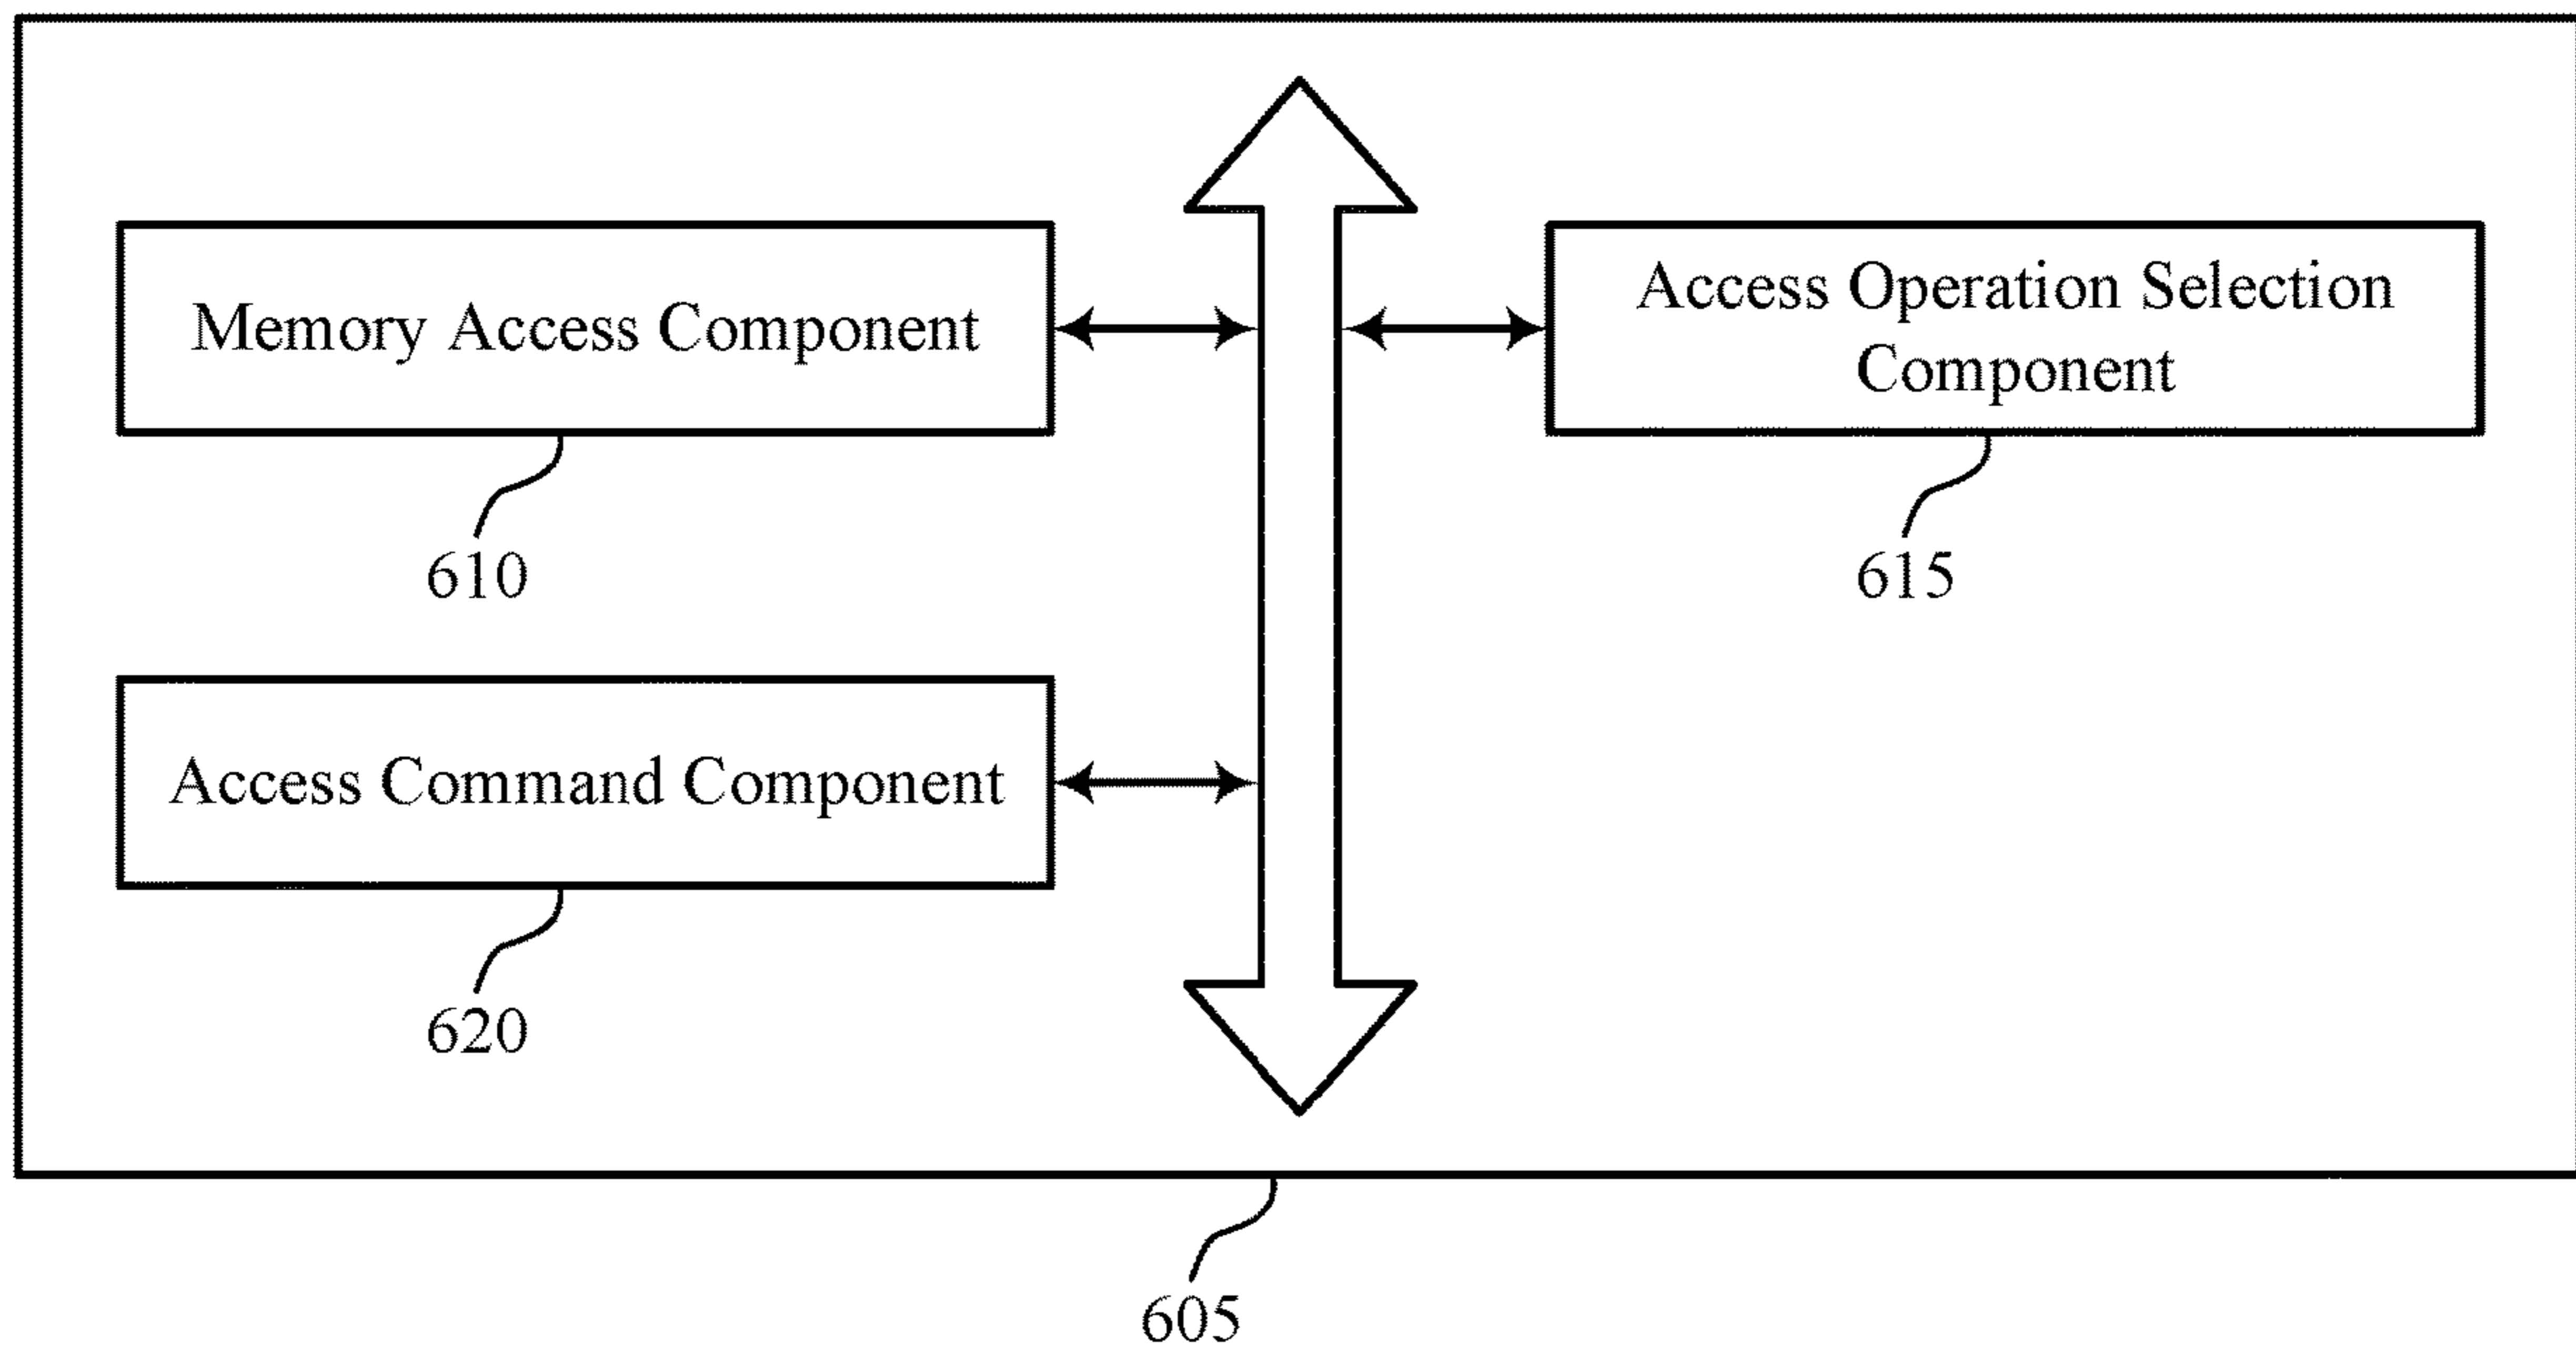 Memory Access Component
Access Operation Selection
Component
610
615
Access Command Component
620
605